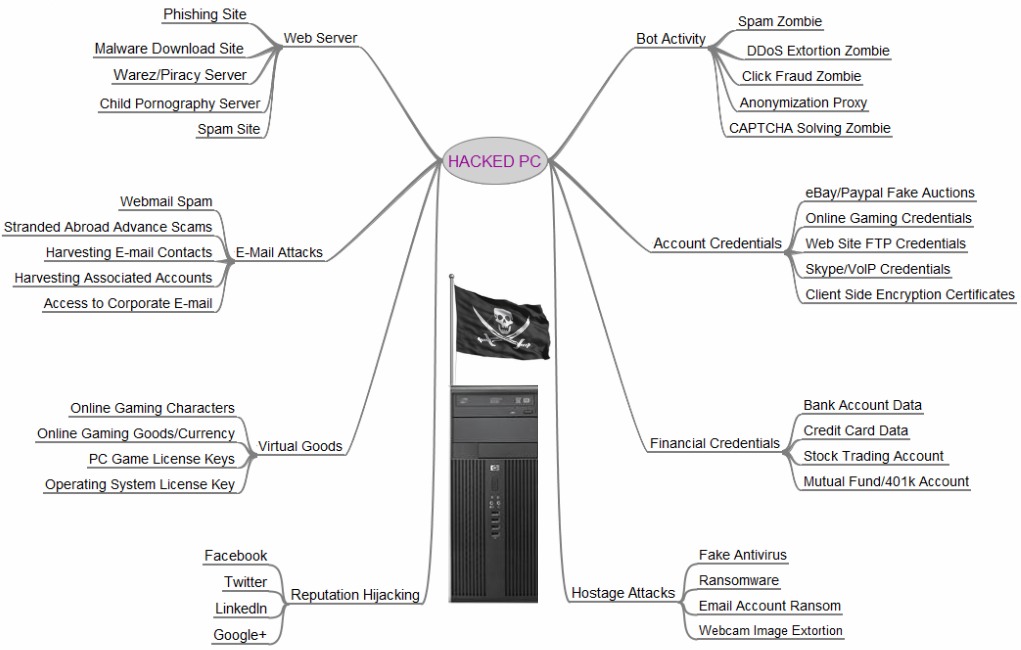 HACKED PC
Web Server
Phishing Site
Malware Download Site
Warez/Piracy Server
Child Pornography Server
Spam Site
E-Mail Attacks
Webmail Spam
Stranded Abroad Advance Scams
Harvesting E-mail Contacts
Harvesting Associated Accounts
Access to Corporate E-mail
Virtual Goods
Online Gaming Characters
Online Gaming Goods/Currency
PC Game License Keys
Operating System License Key
Reputation Hijacking
Facebook
Twitter
LinkedIn
Google+
Bot Activity
Spam Zombie
DDoS Extortion Zombie
Click Fraud Zombie
Anonymization Proxy
CAPTCHA Solving Zombie
Account Credentials
eBay/Paypal Fake Auctions
Online Gaming Credentials
Web Site FTP Credentials
Skype/VoIP Credentials
Client Side Encryption Certificates
Financial Credentials
Bank Account Data
Credit Card Data
Stock Trading Account
Mutual Fund/401k Account
Hostage Attacks
Fake Antivirus
Ransomware
Email Account Ransom
Webcam Image Extortion
hp